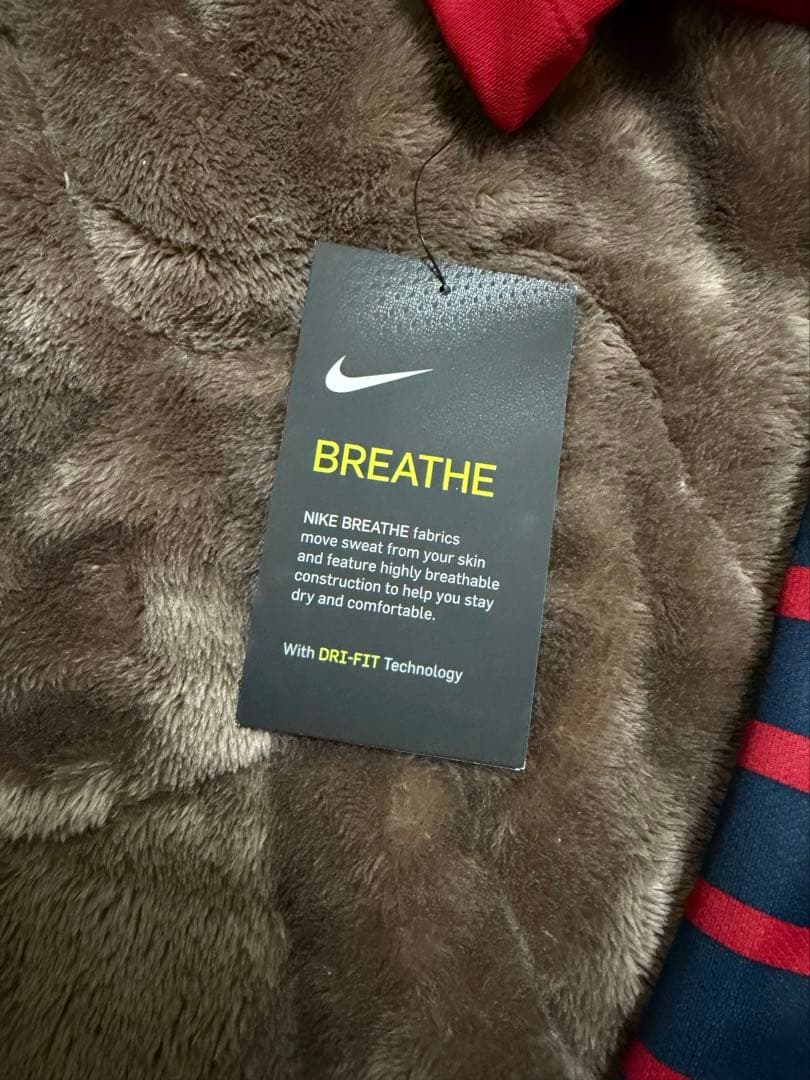 BREATHE
NIKE BREATHE fabrics
move sweat from your skin
and feature highly breathable
construction to help you stay
dry and comfortable.
With DRI-FIT Technology